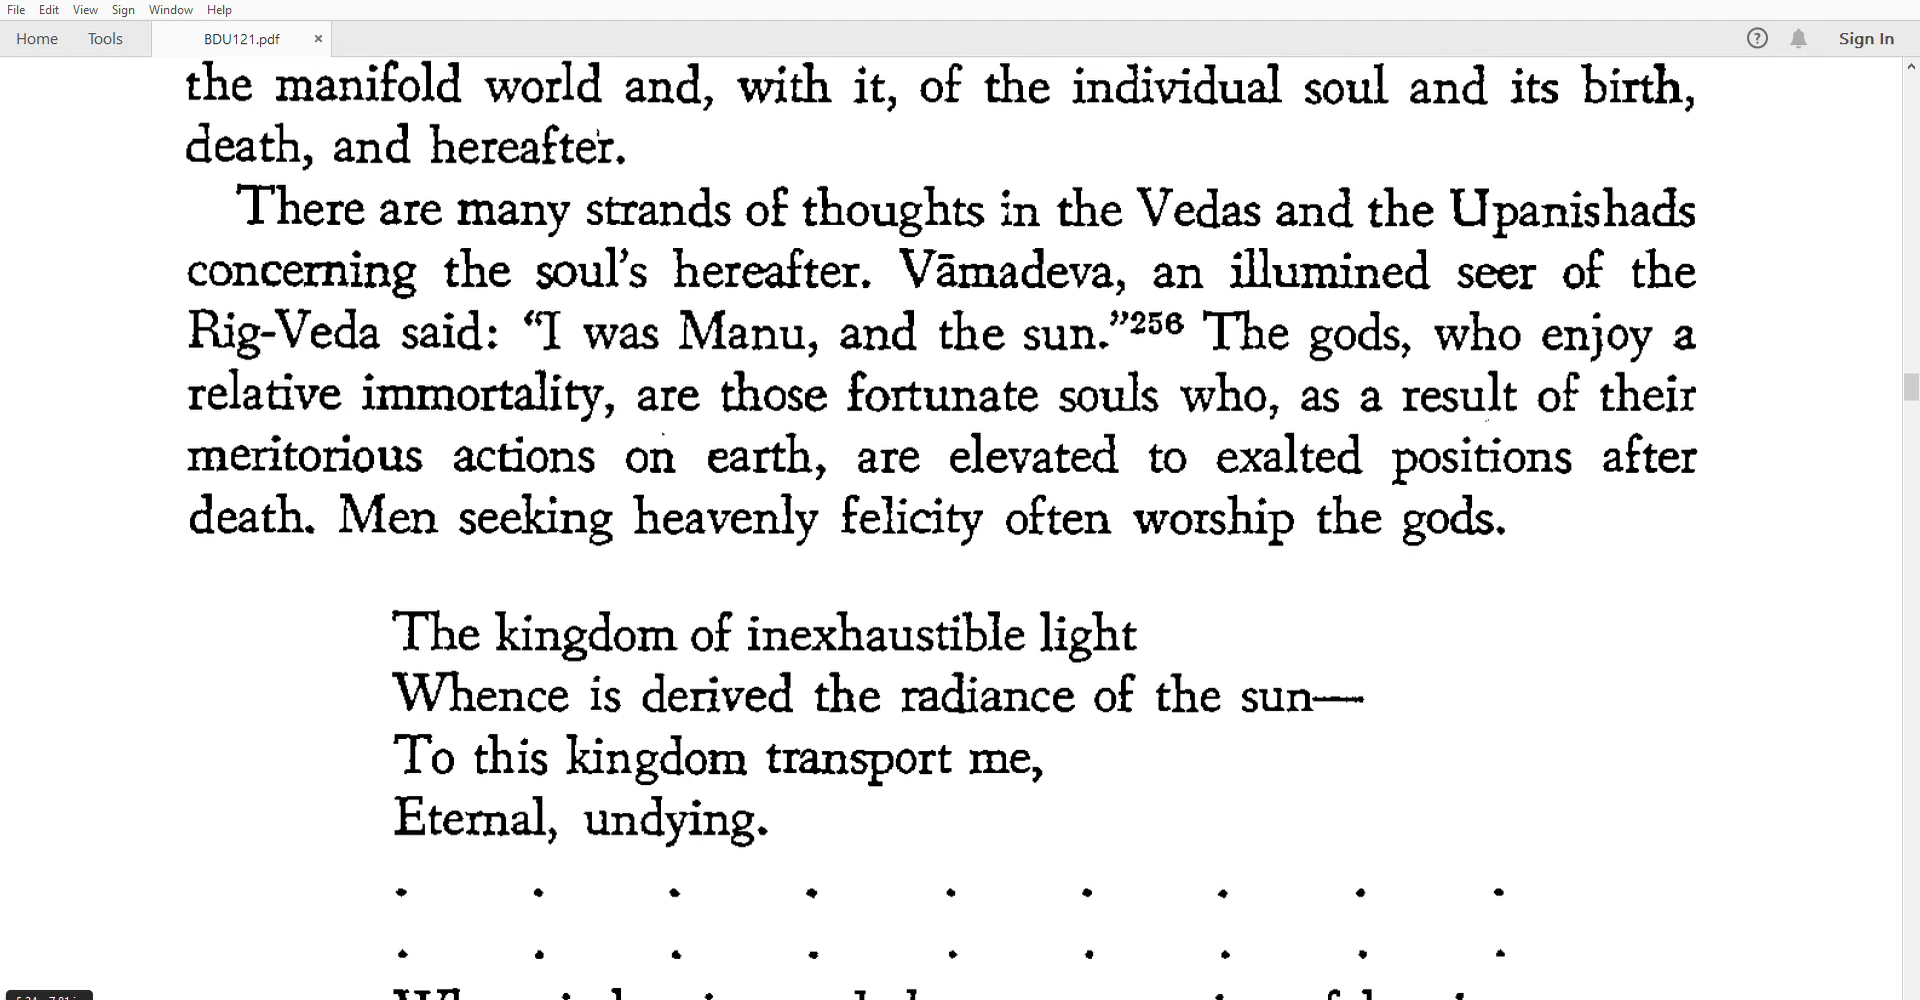 File Edit View Sign Window Help
Home Tools BDU121.pdf × ? Sign In
the manifold world and, with it, of the individual soul and its birth,
death, and hereafter.
There are many strands of thoughts in the Vedas and the Upanishads
concerning the soul’s hereafter. Vāmadeva, an illumined seer of the
Rig-Veda said: “I was Manu, and the sun.”256 The gods, who enjoy a
relative immortality, are those fortunate souls who, as a result of their
meritorious actions on earth, are elevated to exalted positions after
death. Men seeking heavenly felicity often worship the gods.
The kingdom of inexhaustible light
Whence is derived the radiance of the sun—
To this kingdom transport me,
Eternal, undying.
. . . . . . . . .
. . . . . . . . .